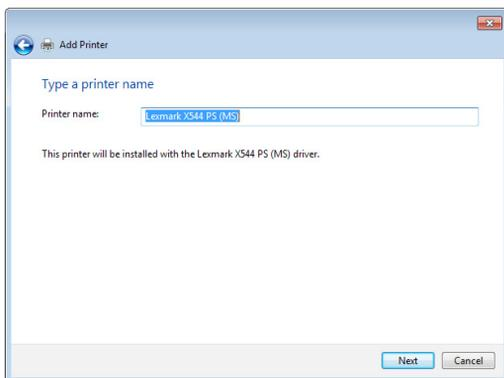 Add Printer
Type a printer name
Printer name: Lexmark X544 PS (MS)
This printer will be installed with the Lexmark X544 PS (MS) driver.
Next Cancel